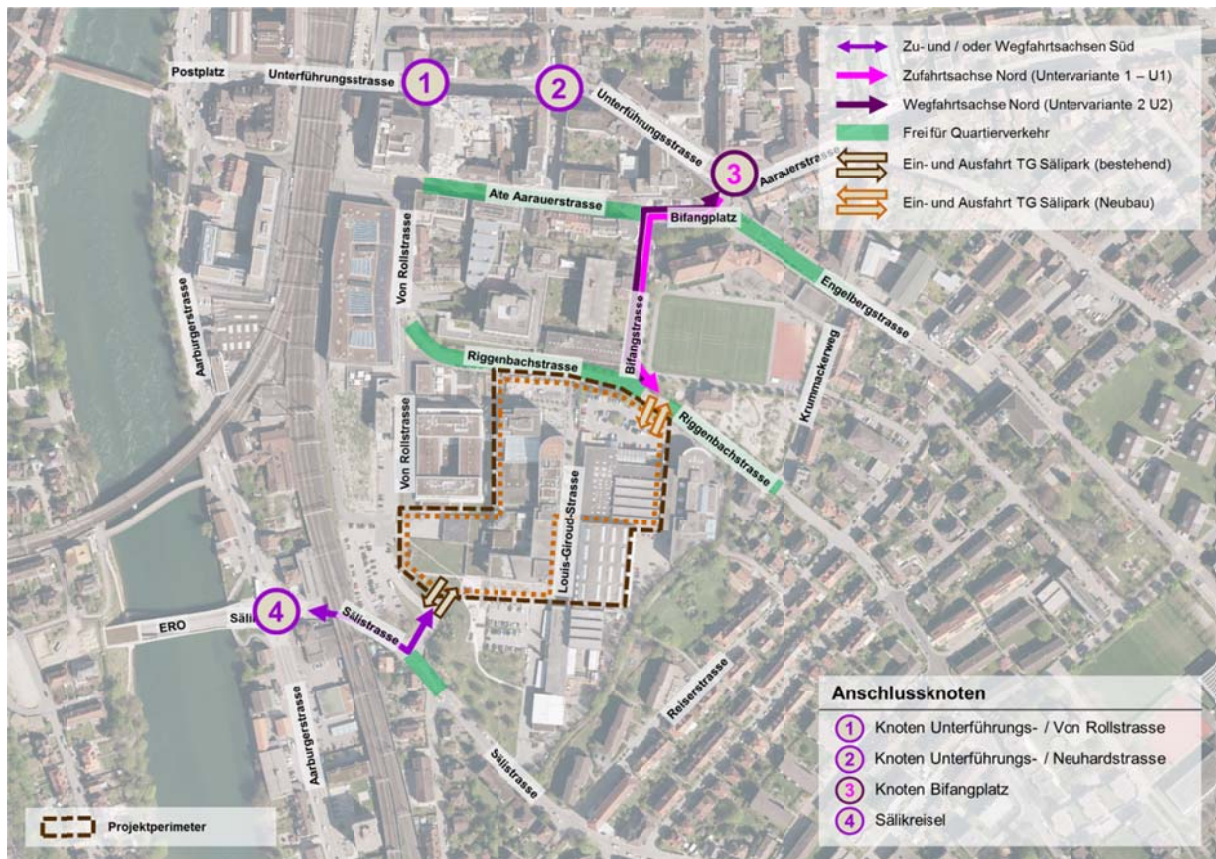 Zu- und / oder Wegfahrtsachsen Süd
Zufahrtsachse Nord (Untervariante 1 – U1)
Wegfahrtsachse Nord (Untervariante 2 U2)
Frei für Quartierverkehr
Ein- und Ausfahrt TG Sälipark (bestehend)
Ein- und Ausfahrt TG Sälipark (Neubau)
Postplatz
Unterführungsstrasse
1
2
Unterführungsstrasse
3
Aarauerstrasse
Alte Aarauerstrasse
Bifangplatz
Engelbergstrasse
Von Rollstrasse
Aarburgerstrasse
Bifangstrasse
Krummackerweg
Riggenbachstrasse
Riggenbachstrasse
Von Rollstrasse
Louis-Giroud-Strasse
4
ERO
Sälistrasse
Reiserstrasse
Aarburgerstrasse
Sälistrasse
Anschlussknoten
1 Knoten Unterführungs- / Von Rollstrasse
2 Knoten Unterführungs- / Neuhardstrasse
3 Knoten Bifangplatz
4 Sälikreisel
Projektperimeter